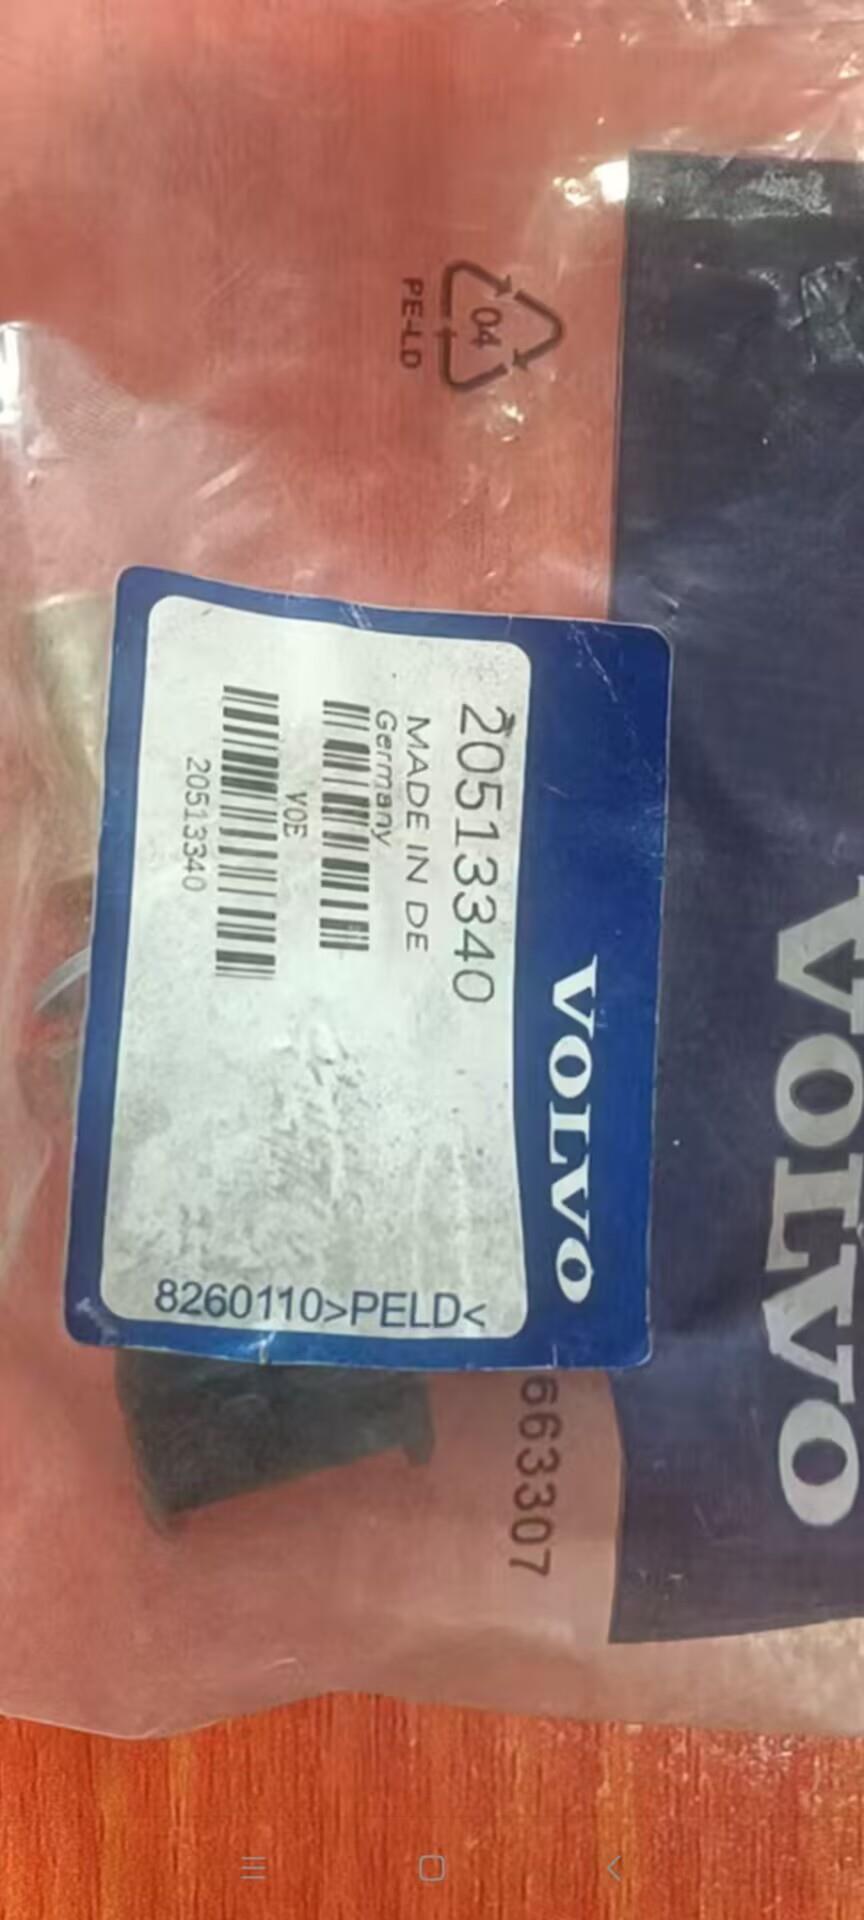 04
PE-LD
VOLVO
VOLVO
20513340
MADE IN DE
Germany
VOE
20513340
8260110>PELD<
663307